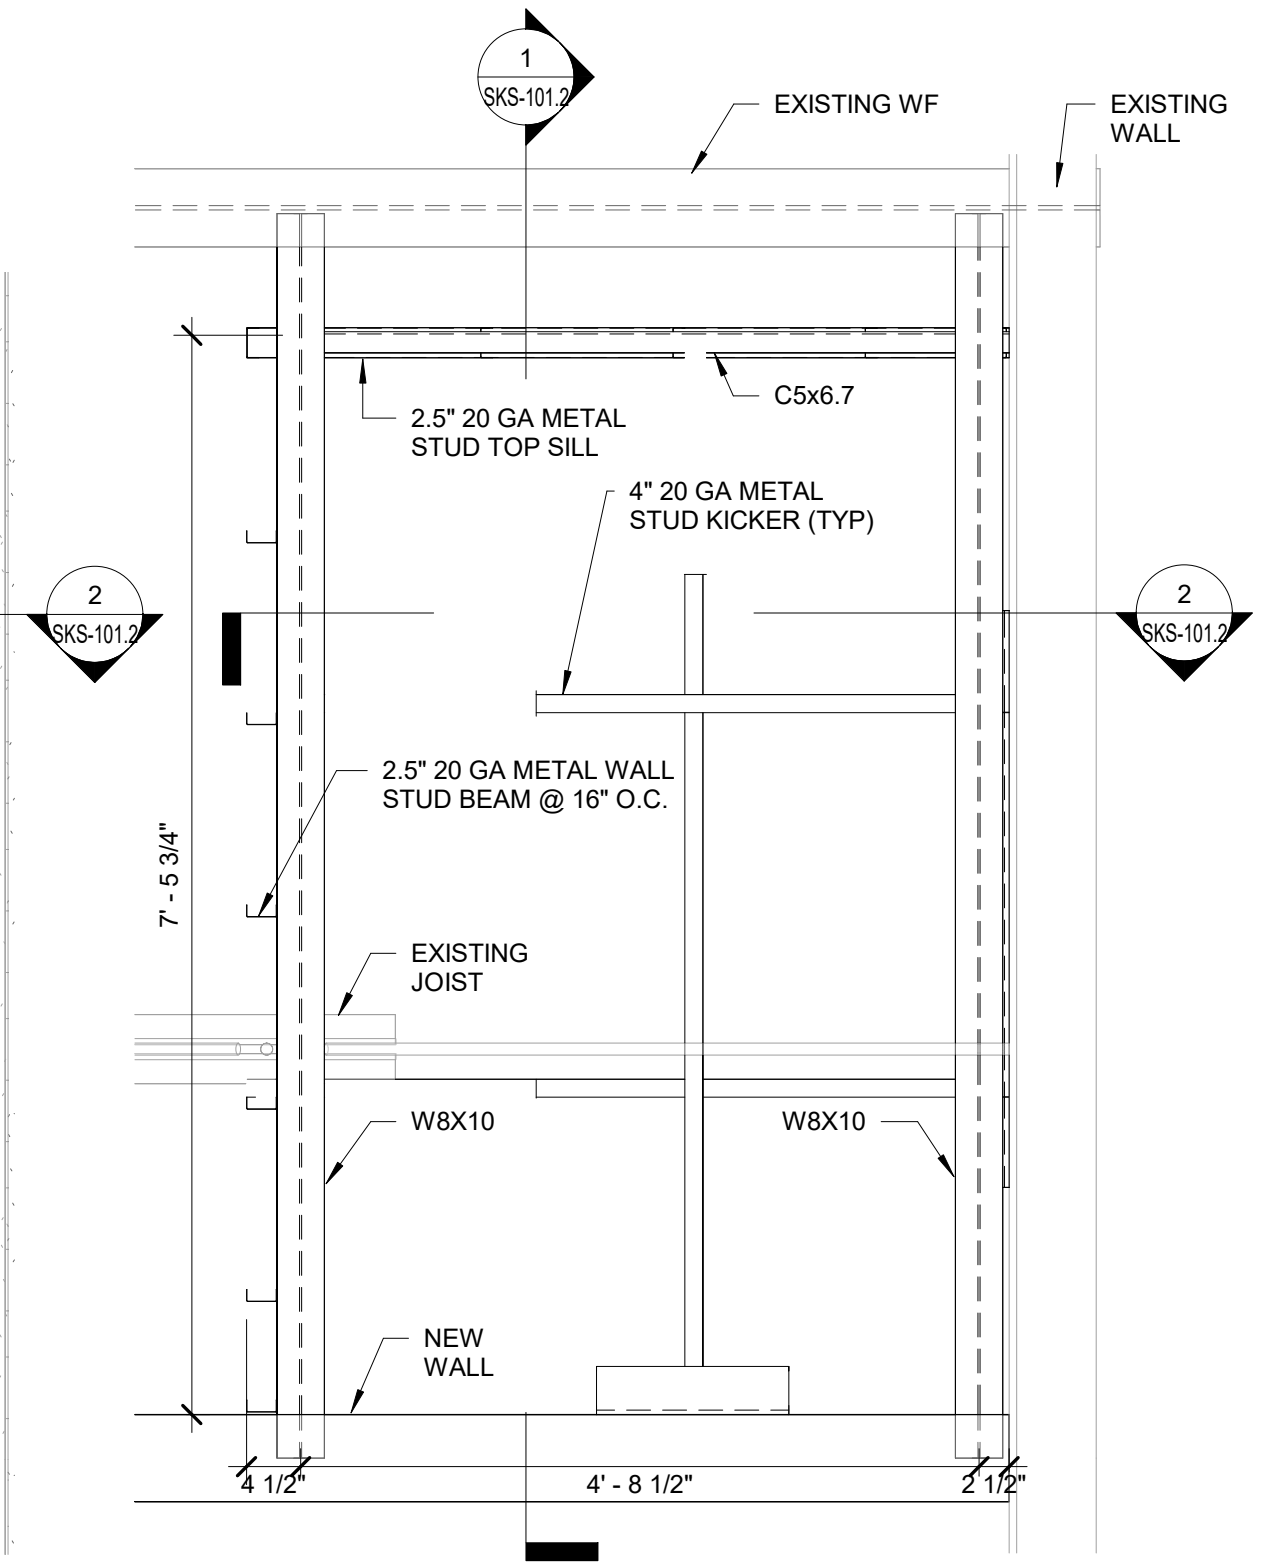 1
SKS-101.2
EXISTING WF
EXISTING
WALL
C5x6.7
2.5" 20 GA METAL
STUD TOP SILL
4" 20 GA METAL
STUD KICKER (TYP)
2
SKS-101.2
2
SKS-101.2
2.5" 20 GA METAL WALL
STUD BEAM @ 16" O.C.
7' - 5 3/4"
EXISTING
JOIST
W8X10
W8X10
NEW
WALL
4 1/2"
4' - 8 1/2"
2 1/2"